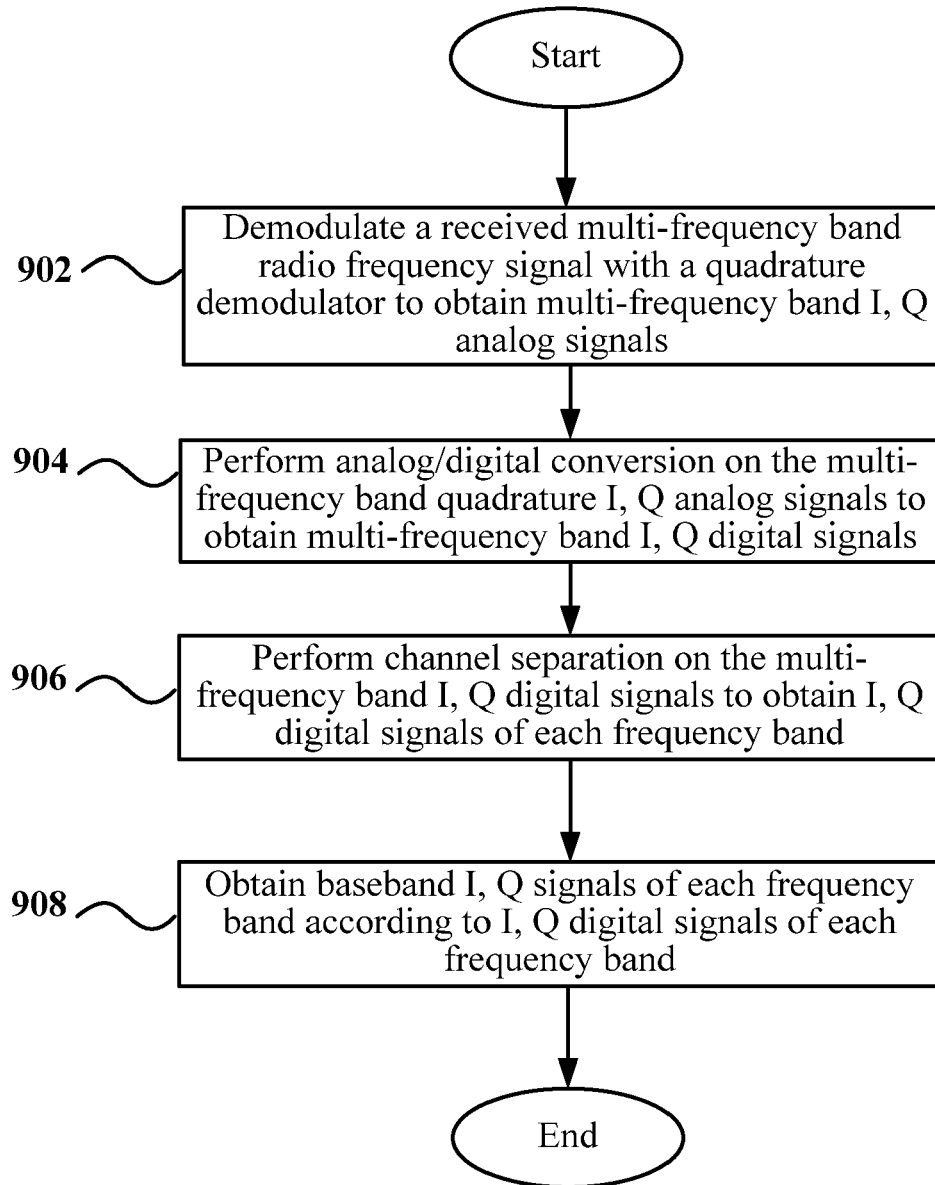 Start
902
Demodulate a received multi-frequency band
radio frequency signal with a quadrature
demodulator to obtain multi-frequency band I, Q
analog signals
904
Perform analog/digital conversion on the multi-
frequency band quadrature I, Q analog signals to
obtain multi-frequency band I, Q digital signals
906
Perform channel separation on the multi-
frequency band I, Q digital signals to obtain I, Q
digital signals of each frequency band
908
Obtain baseband I, Q signals of each frequency
band according to I, Q digital signals of each
frequency band
End